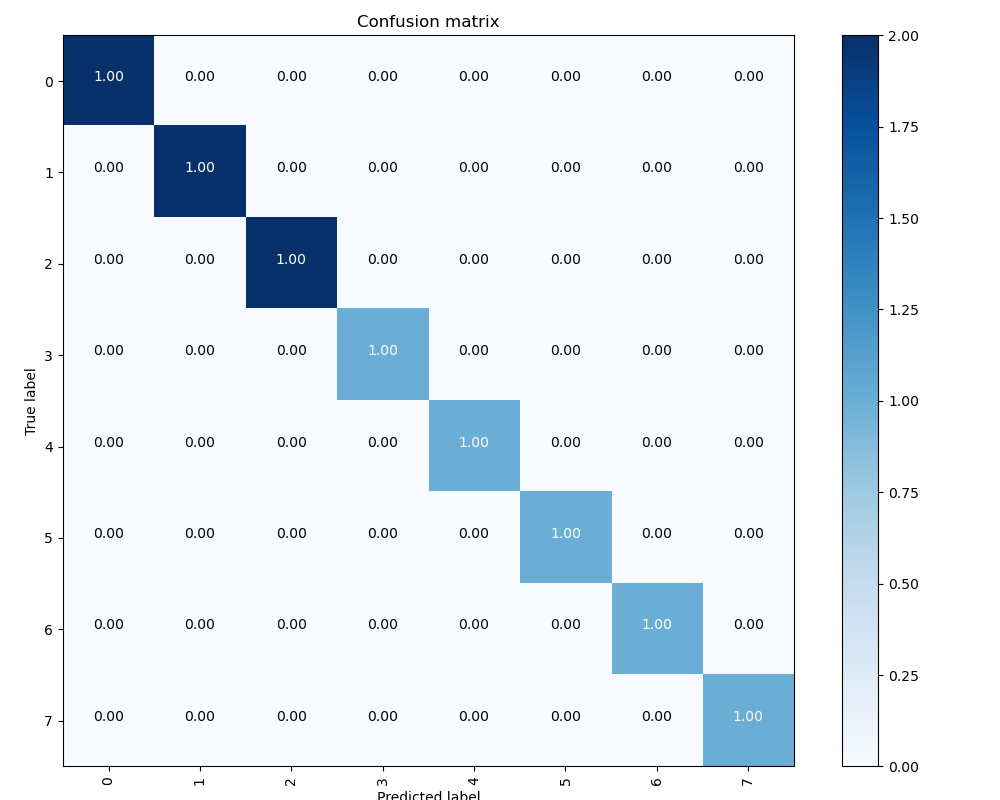 Confusion matrix
0 1.00 0.00 0.00 0.00 0.00 0.00 0.00 0.00
1 0.00 1.00 0.00 0.00 0.00 0.00 0.00 0.00
2 0.00 0.00 1.00 0.00 0.00 0.00 0.00 0.00
3 0.00 0.00 0.00 1.00 0.00 0.00 0.00 0.00
4 0.00 0.00 0.00 0.00 1.00 0.00 0.00 0.00
5 0.00 0.00 0.00 0.00 0.00 1.00 0.00 0.00
6 0.00 0.00 0.00 0.00 0.00 0.00 1.00 0.00
7 0.00 0.00 0.00 0.00 0.00 0.00 0.00 1.00
True label
0 1 2 3 4 5 6 7
Predicted label
2.00
1.75
1.50
1.25
1.00
0.75
0.50
0.25
0.00